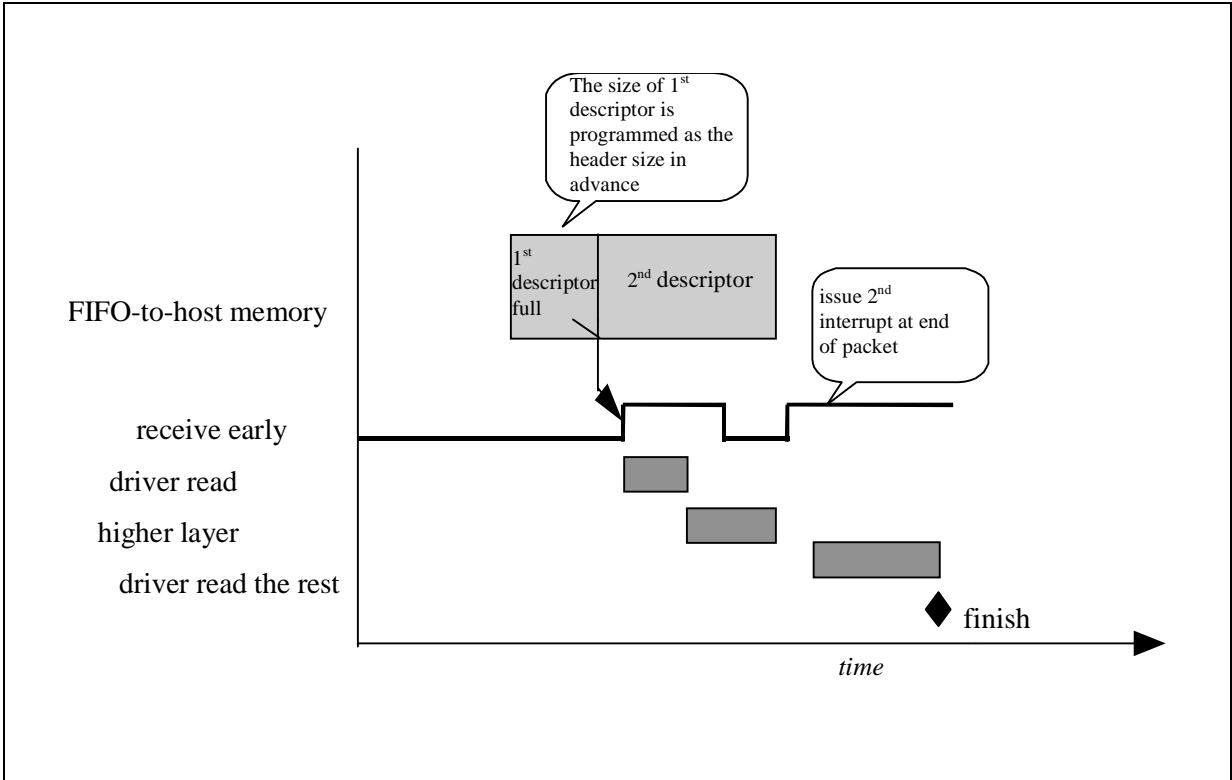 The size of 1st
descriptor is
programmed as the
header size in
advance
1st
descriptor
full
2nd descriptor
FIFO-to-host memory
issue 2nd
interrupt at end
of packet
receive early
driver read
higher layer
driver read the rest
finish
time